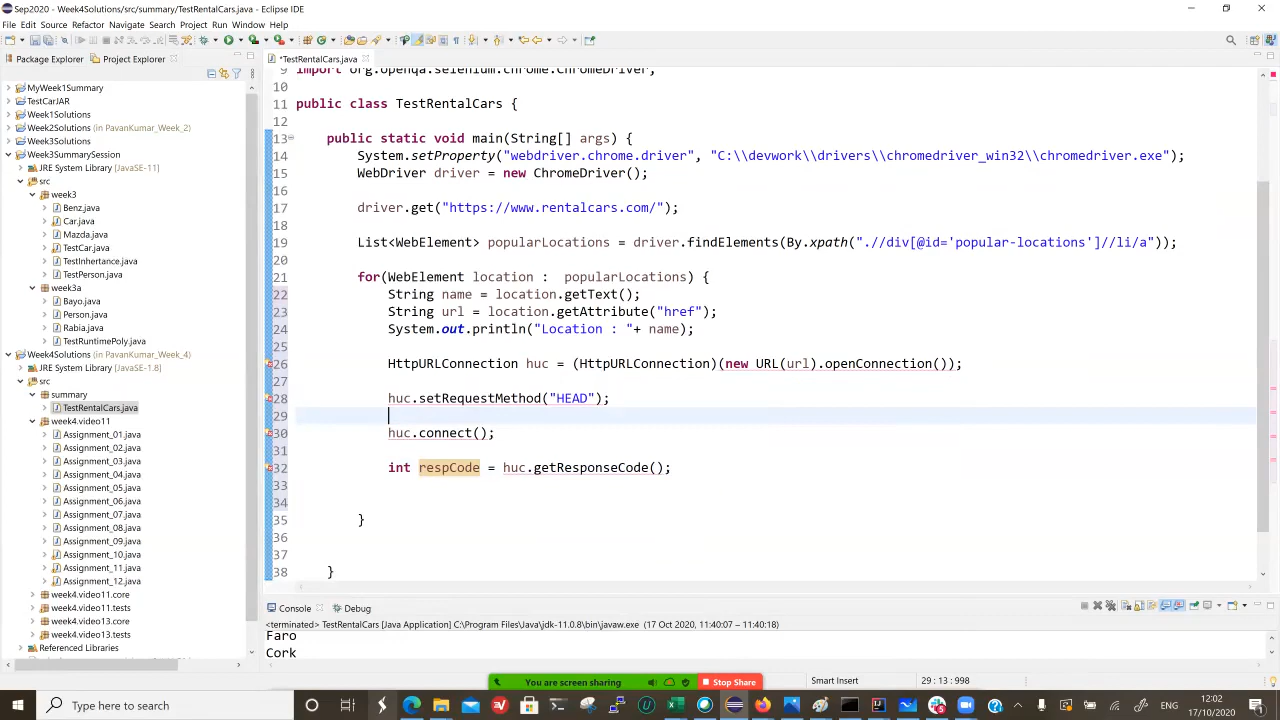 Sep2020 - Week4Solutions/src/summary/TestRentalCars.java - Eclipse IDE
File Edit Source Refactor Navigate Search Project Run Window Help
Package Explorer Project Explorer
*TestRentalCars.java
MyWeek1Summary
TestCarJAR
Week1Solutions
Week2Solutions (in PavanKumar_Week_2)
Week3Solutions
Week3SummarySession
JRE System Library [JavaSE-11]
src
week3
Benz.java
Car.java
Mazda.java
TestCar.java
TestInhertance.java
TestPerson.java
week3a
Bayo.java
Person.java
Rabia.java
TestRuntimePoly.java
Week4Solutions (in PavanKumar_Week_4)
JRE System Library [JavaSE-1.8]
src
summary
TestRentalCars.java
week4.video11
Assignment_01.java
Assignment_02.java
Assignment_03.java
Assignment_04.java
Assignment_05.java
Assignment_06.java
Assignment_07.java
Assignment_08.java
Assignment_09.java
Assignment_10.java
Assignment_11.java
Assignment_12.java
week4.video11.core
week4.video11.tests
week4.video13.core
week4.video13.tests
Referenced Libraries
9 import org.openqa.selenium.chrome.ChromeDriver;
10
11 public class TestRentalCars {
12
13 public static void main(String[] args) {
14 System.setProperty("webdriver.chrome.driver", "C:\\devwork\\drivers\\chromedriver_win32\\chromedriver.exe");
15 WebDriver driver = new ChromeDriver();
16
17 driver.get("https://www.rentalcars.com/");
18
19 List<WebElement> popularLocations = driver.findElements(By.xpath(".//div[@id='popular-locations']//li/a"));
20
21 for(WebElement location :  popularLocations) {
22 String name = location.getText();
23 String url = location.getAttribute("href");
24 System.out.println("Location : "+ name);
25
26 HttpURLConnection huc = (HttpURLConnection)(new URL(url).openConnection());
27
28 huc.setRequestMethod("HEAD");
29
30 huc.connect();
31
32 int respCode = huc.getResponseCode();
33
34
35 }
36
37
38 }
Console Debug
<terminated> TestRentalCars [Java Application] C:\Program Files\Java\jdk-11.0.8\bin\javaw.exe (17 Oct 2020, 11:40:07 – 11:40:18)
Faro
Cork
You are screen sharing Stop Share
Smart Insert 29 : 13 : 998
Type here to search
12:02
17/10/2020